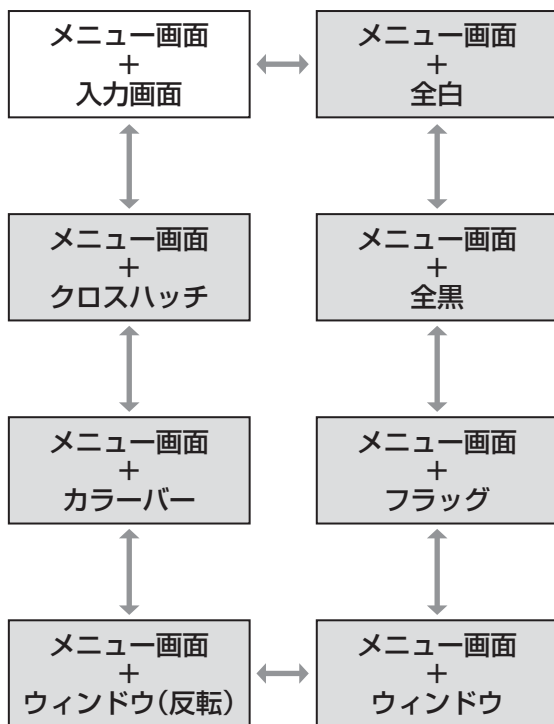 メニュー画面
+
入力画面
メニュー画面
+
全白
メニュー画面
+
クロスハッチ
メニュー画面
+
全黒
メニュー画面
+
カラーバー
メニュー画面
+
フラッグ
メニュー画面
+
ウィンドウ(反転)
メニュー画面
+
ウィンドウ